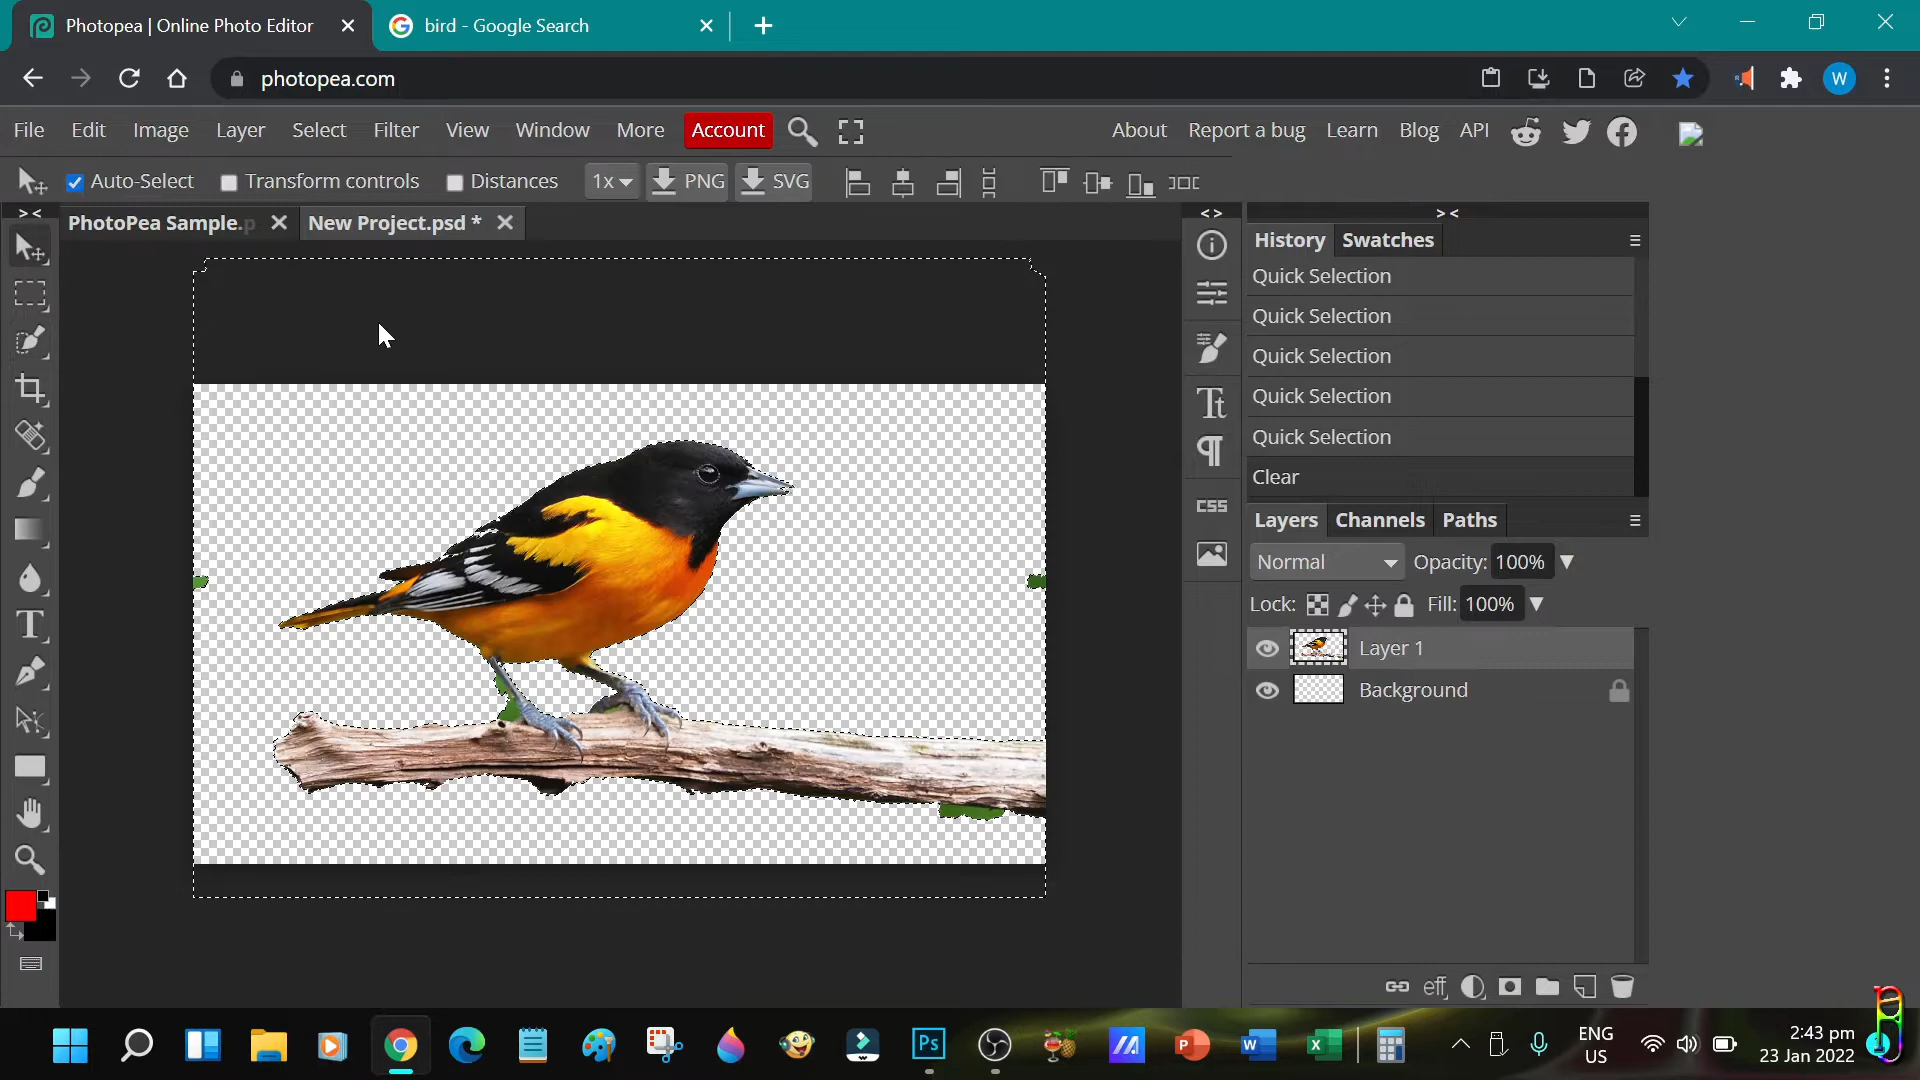 Photopea | Online Photo Editor
bird - Google Search
photopea.com
W
File Edit Image Layer Select Filter View Window More Account
About Report a bug Learn Blog API
Auto-Select Transform controls Distances 1x PNG SVG
> <
PhotoPea Sample.p
New Project.psd *
< >
> <
History Swatches
Quick Selection
Quick Selection
Quick Selection
Quick Selection
Quick Selection
Clear
CSS
Layers Channels Paths
Normal Opacity: 100%
Lock: Fill: 100%
Layer 1
Background
eff
Ps
P
W
X
ENG
US
2:43 pm
23 Jan 2022